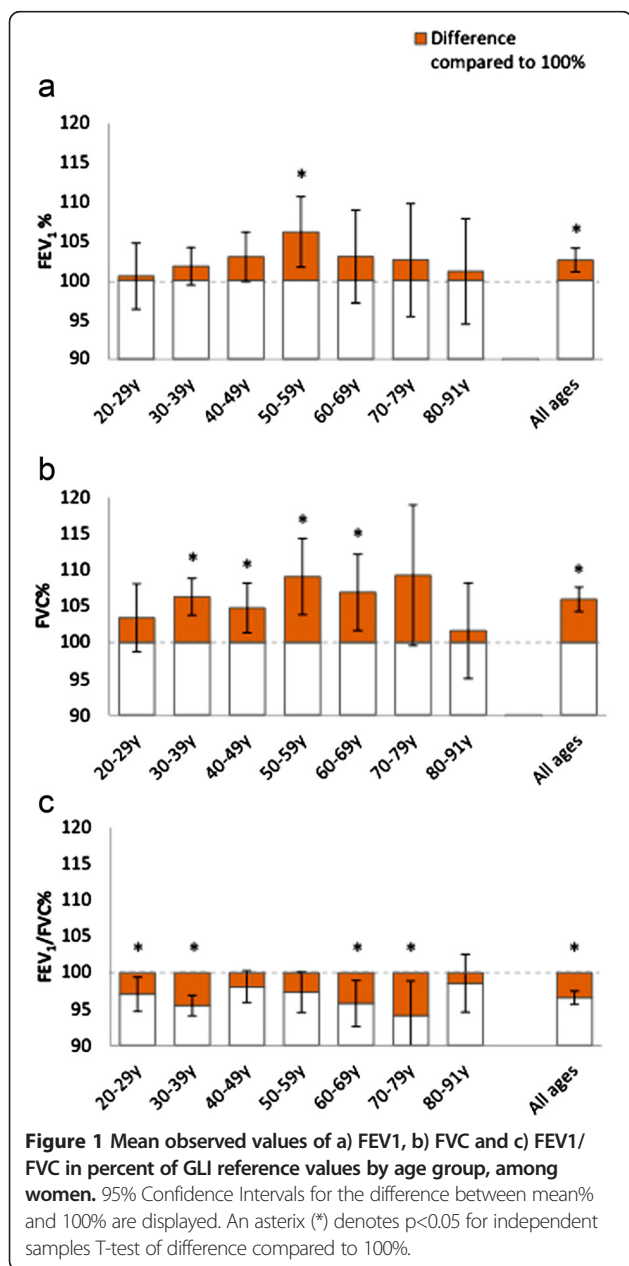 Difference
compared to 100%
a
120
115
110
105
100
95
90
FEV1 %
* *
20-29y 30-39y 40-49y 50-59y 60-69y 70-79y 80-91y All ages
b
120
115
110
105
100
95
90
FVC%
* * * * *
20-29y 30-39y 40-49y 50-59y 60-69y 70-79y 80-91y All ages
c
120
115
110
105
100
95
90
FEV1/FVC%
* * * * *
20-29y 30-39y 40-49y 50-59y 60-69y 70-79y 80-91y All ages
Figure 1 Mean observed values of a) FEV1, b) FVC and c) FEV1/
FVC in percent of GLI reference values by age group, among
women. 95% Confidence Intervals for the difference between mean%
and 100% are displayed. An asterix (*) denotes p<0.05 for independent
samples T-test of difference compared to 100%.